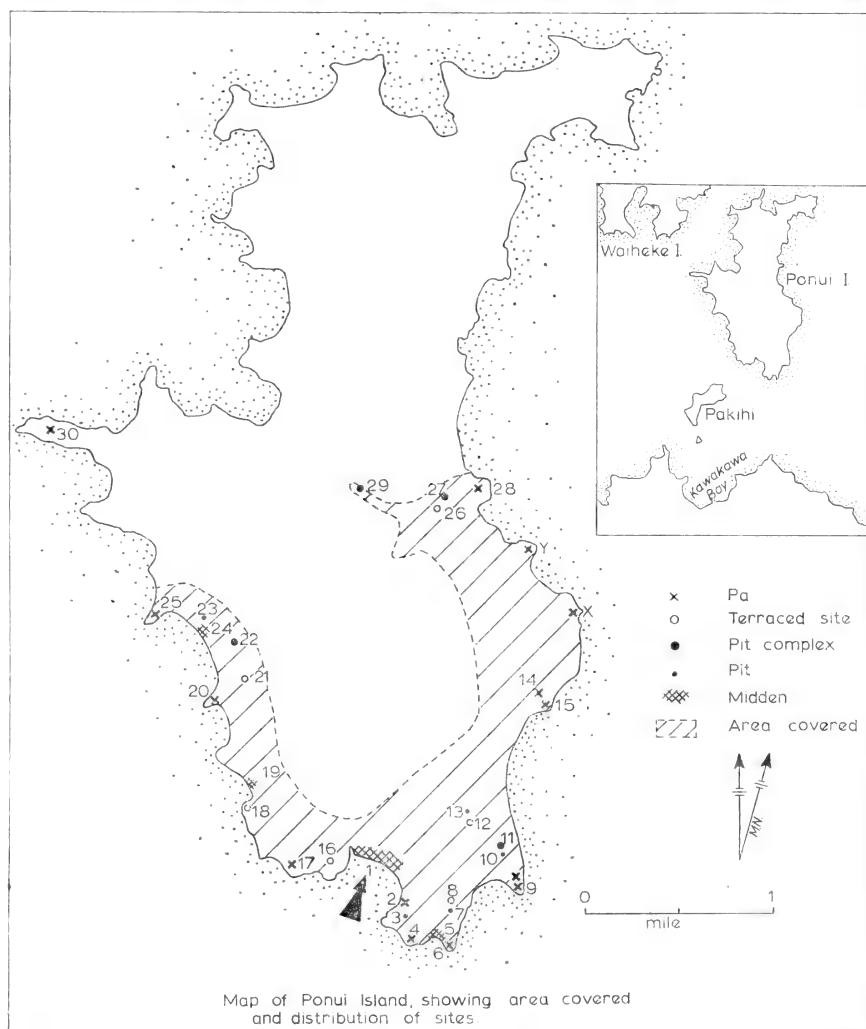 Waiheke I.
Ponui I.
Pakihi
Kawakawa
Bay
30
29
27
28
26
Y
25
23
24
22
X
21
14
20
15
19
13
18
12
11
16
10
17
1
9
2
8
3
7
4
5
6
x Pa
Terraced site
Pit complex
Pit
Midden
Area covered
MN
0 1
mile
Map of Ponui Island, showing area covered
and distribution of sites.